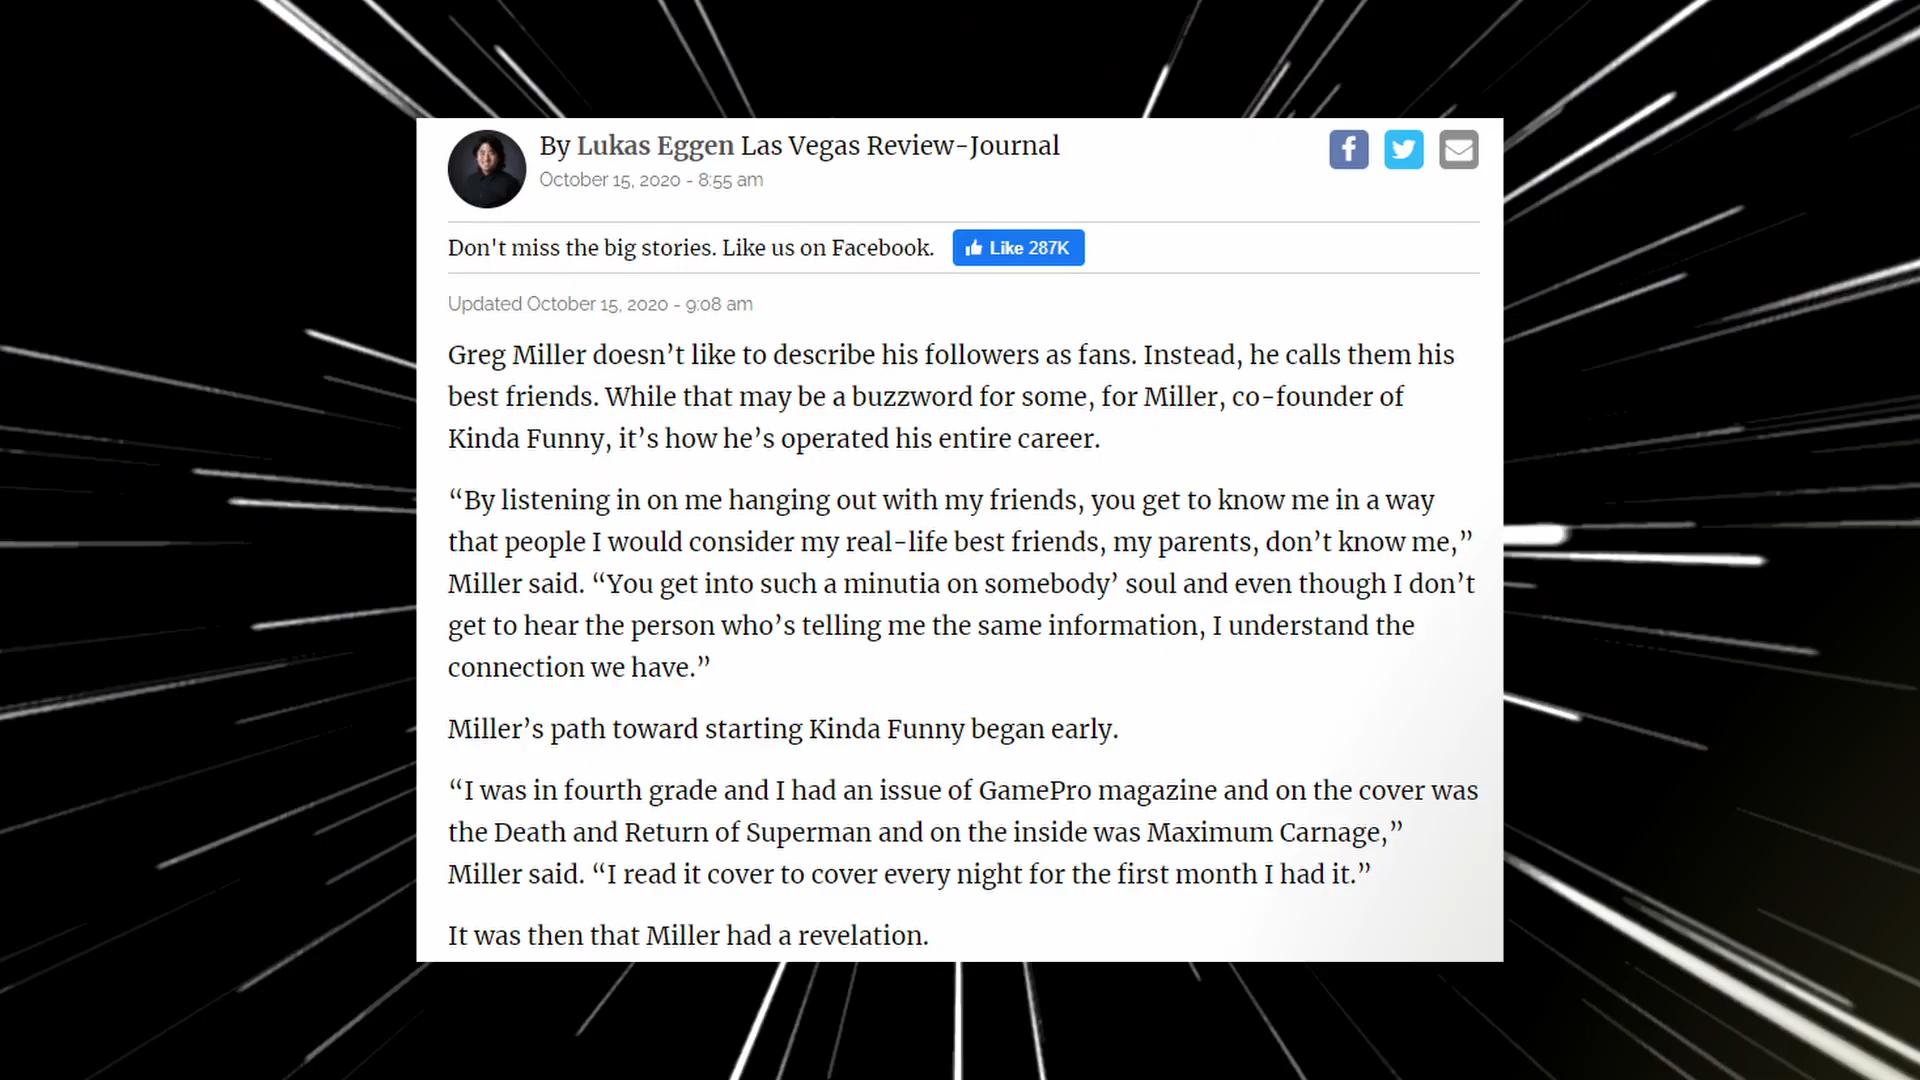 By Lukas Eggen Las Vegas Review-Journal
October 15, 2020 - 8:55 am
Don't miss the big stories. Like us on Facebook.
Like 287K
Updated October 15, 2020 - 9:08 am
Greg Miller doesn’t like to describe his followers as fans. Instead, he calls them his
best friends. While that may be a buzzword for some, for Miller, co-founder of
Kinda Funny, it’s how he’s operated his entire career.
“By listening in on me hanging out with my friends, you get to know me in a way
that people I would consider my real-life best friends, my parents, don’t know me,”
Miller said. “You get into such a minutia on somebody’ soul and even though I don’t
get to hear the person who’s telling me the same information, I understand the
connection we have.”
Miller’s path toward starting Kinda Funny began early.
“I was in fourth grade and I had an issue of GamePro magazine and on the cover was
the Death and Return of Superman and on the inside was Maximum Carnage,”
Miller said. “I read it cover to cover every night for the first month I had it.”
It was then that Miller had a revelation.